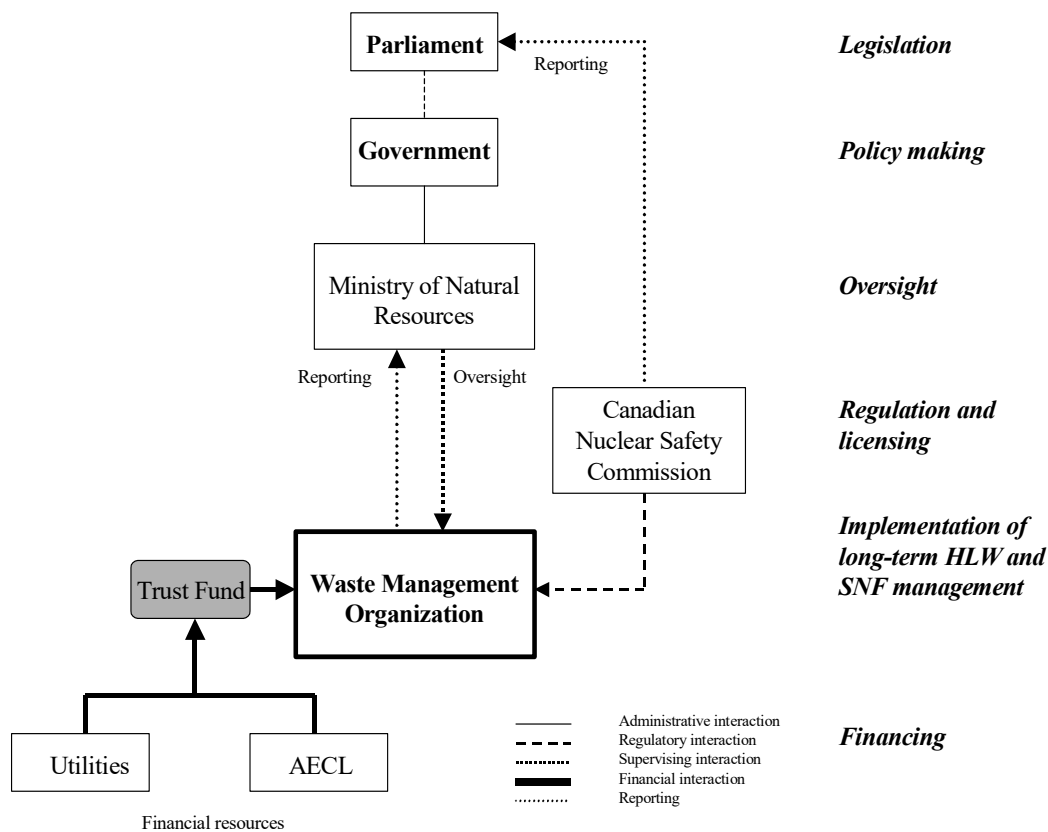 Parliament
Reporting
Legislation
Government
Policy making
Ministry of Natural
Resources
Oversight
Reporting
Oversight
Canadian
Nuclear Safety
Commission
Regulation and
licensing
Implementation of
long-term HLW and
SNF management
Trust Fund
Waste Management
Organization
Utilities
AECL
Financial resources
Administrative interaction
Regulatory interaction
Supervising interaction
Financial interaction
Reporting
Financing